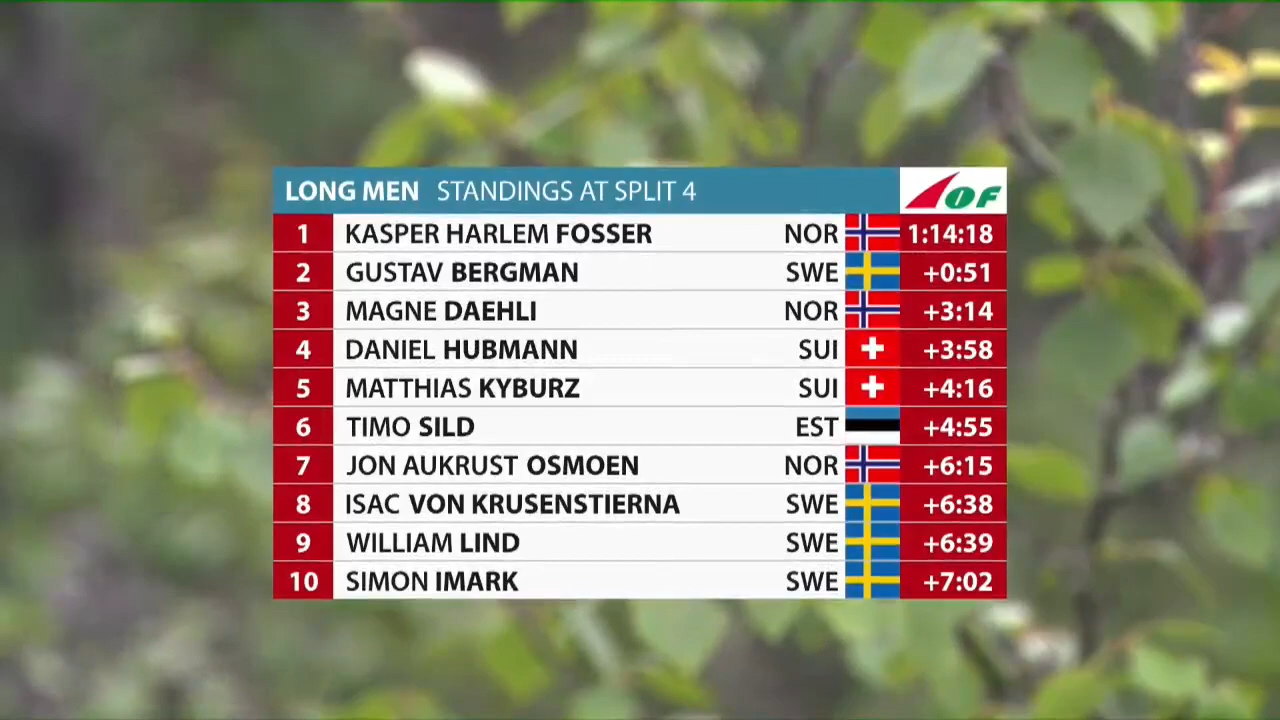 LONG MEN STANDINGS AT SPLIT 4 IOF
1 KASPER HARLEM FOSSER NOR 1:14:18
2 GUSTAV BERGMAN SWE +0:51
3 MAGNE DAEHLI NOR +3:14
4 DANIEL HUBMANN SUI +3:58
5 MATTHIAS KYBURZ SUI +4:16
6 TIMO SILD EST +4:55
7 JON AUKRUST OSMOEN NOR +6:15
8 ISAC VON KRUSENSTIERNA SWE +6:38
9 WILLIAM LIND SWE +6:39
10 SIMON IMARK SWE +7:02